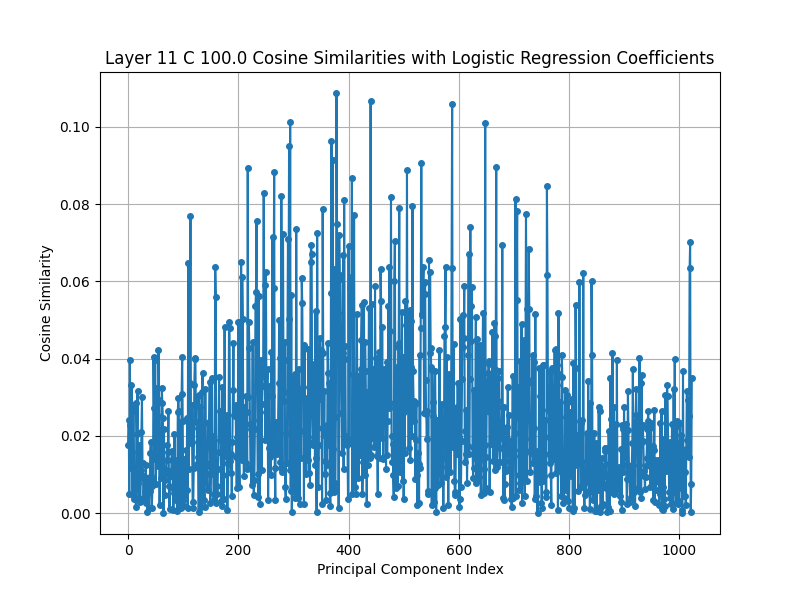 Layer 11 C 100.0 Cosine Similarities with Logistic Regression Coefficients
0.10
0.08
0.06
0.04
0.02
0.00
Cosine Similarity
0 200 400 600 800 1000
Principal Component Index